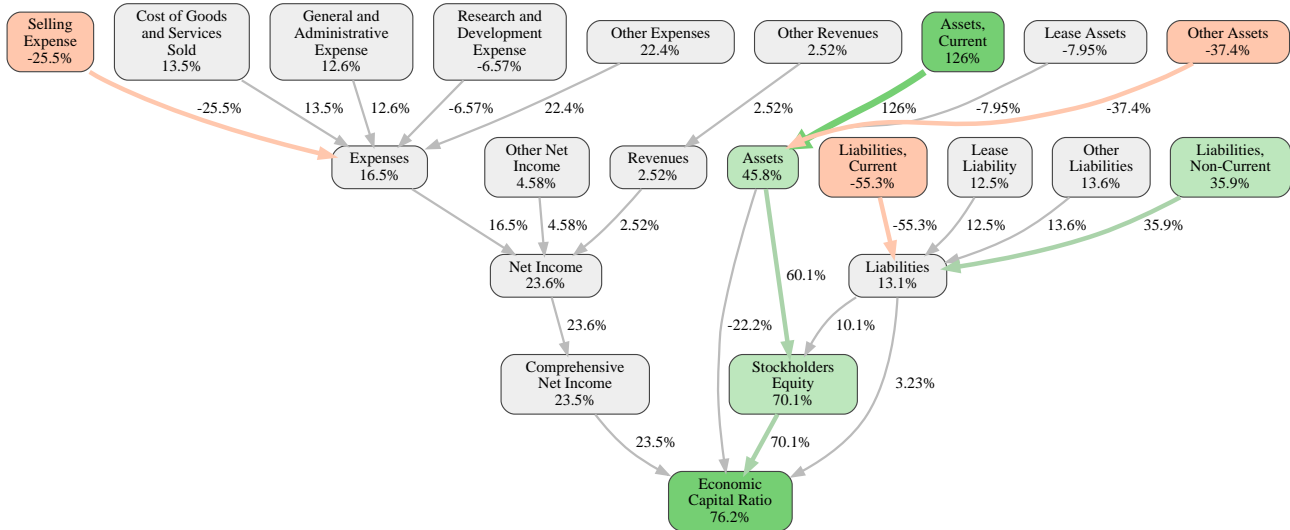 Selling
Expense
-25.5%
Cost of Goods
and Services
Sold
13.5%
General and
Administrative
Expense
12.6%
Research and
Development
Expense
-6.57%
Other Expenses
22.4%
Other Revenues
2.52%
Assets,
Current
126%
Lease Assets
-7.95%
Other Assets
-37.4%
-25.5%
13.5%
12.6%
-6.57%
22.4%
2.52%
126%
-7.95%
-37.4%
Expenses
16.5%
Other Net
Income
4.58%
Revenues
2.52%
Assets
45.8%
Liabilities,
Current
-55.3%
Lease
Liability
12.5%
Other
Liabilities
13.6%
Liabilities,
Non-Current
35.9%
16.5%
4.58%
2.52%
-55.3%
12.5%
13.6%
35.9%
Net Income
23.6%
60.1%
Liabilities
13.1%
23.6%
-22.2%
10.1%
Comprehensive
Net Income
23.5%
Stockholders
Equity
70.1%
3.23%
23.5%
70.1%
Economic
Capital Ratio
76.2%